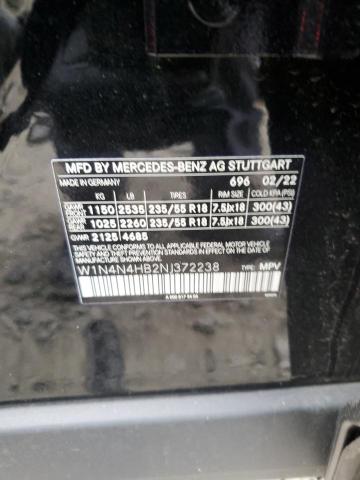 MFD BY MERCEDES-BENZ AG STUTTGART
MADE IN GERMANY 696 02/22
KG LB TIRES RIM SIZE COLD KPA (PSI)
GAWR FRONT 1150 2535 235/55 R18 7.5Jx18 300(43)
GAWR REAR 1025 2260 235/55 R18 7.5Jx18 300(43)
GVWR 2125 4685
THIS VEHICLE CONFORMS TO ALL APPLICABLE U.S. FEDERAL MOTOR VEHICLE
SAFETY, BUMPER, AND THEFT PREVENTION STANDARDS IN
EFFECT ON THE DATE OF MANUFACTURE SHOWN ABOVE.
W1N4N4HB2NJ372238 TYPE: MPV